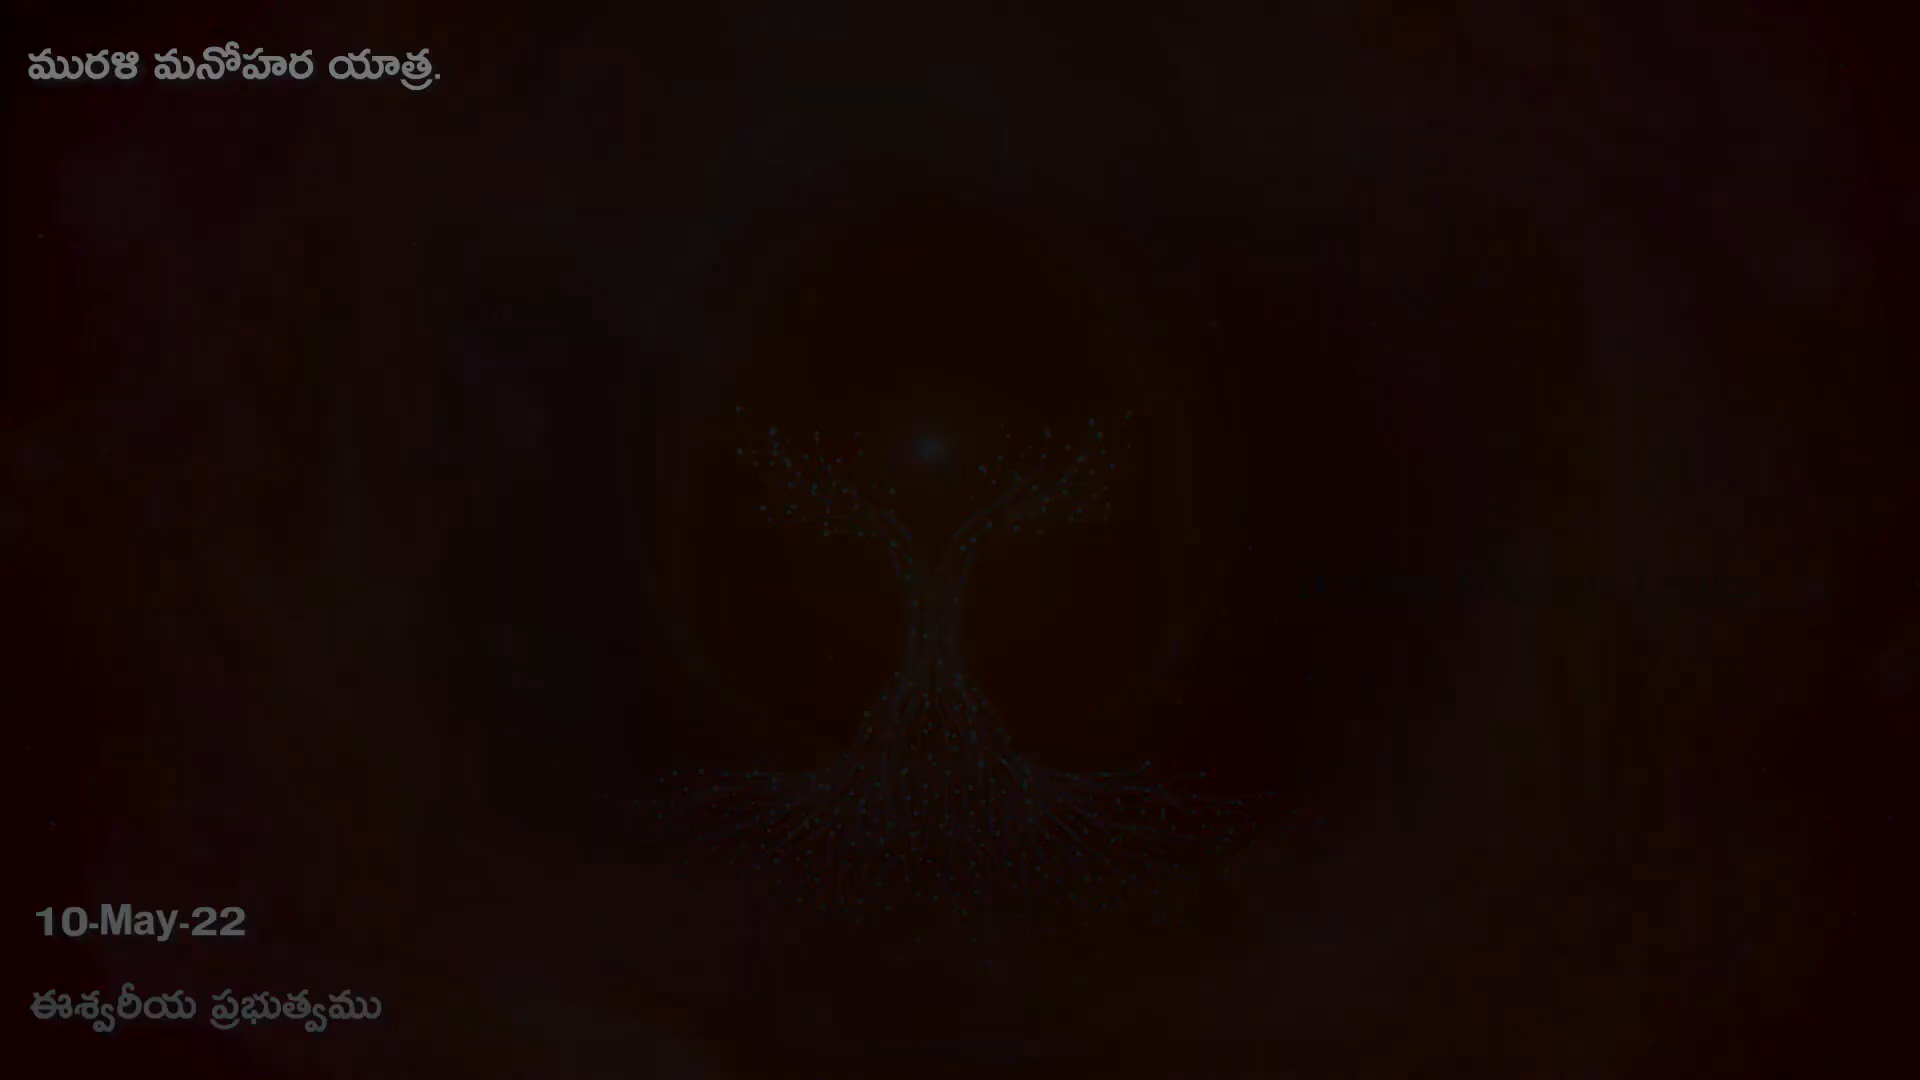 మురళి మనోహర యాత్ర.
10-May-22
ఈశ్వరీయ ప్రభుత్వము